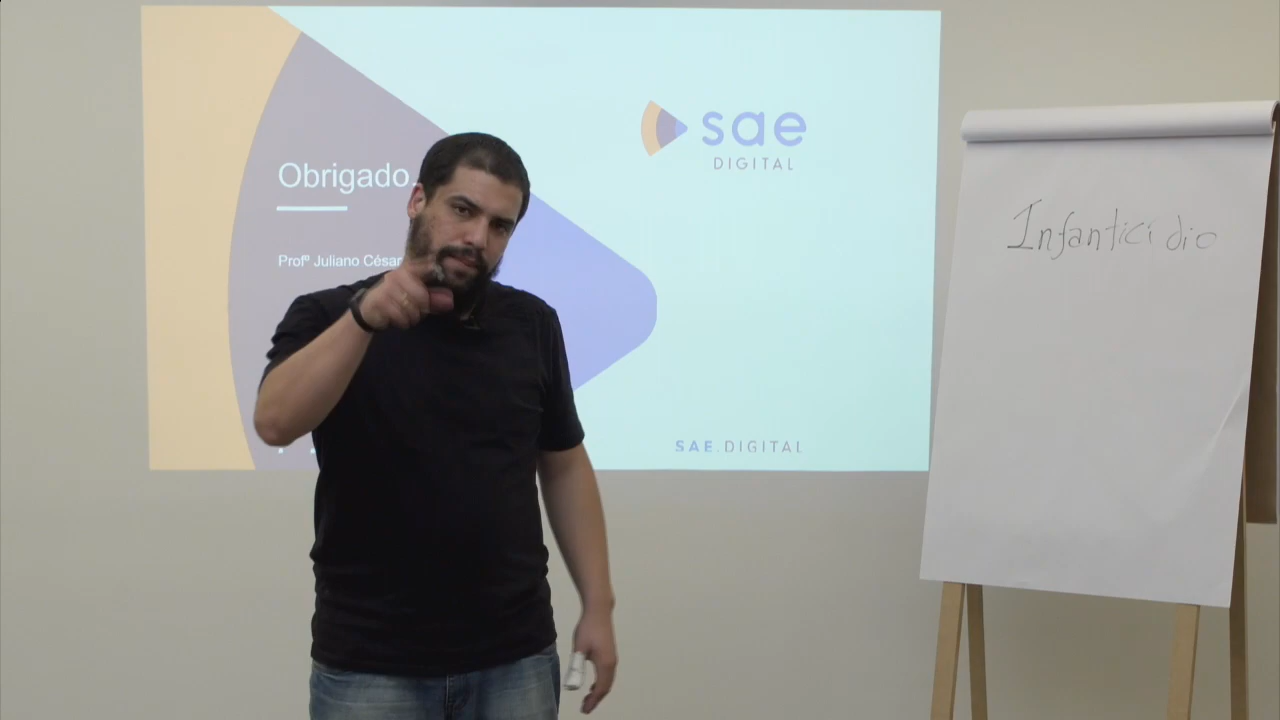 Obrigado.
Profº Juliano César
sae
DIGITAL
SAE.DIGITAL
Infanticídio